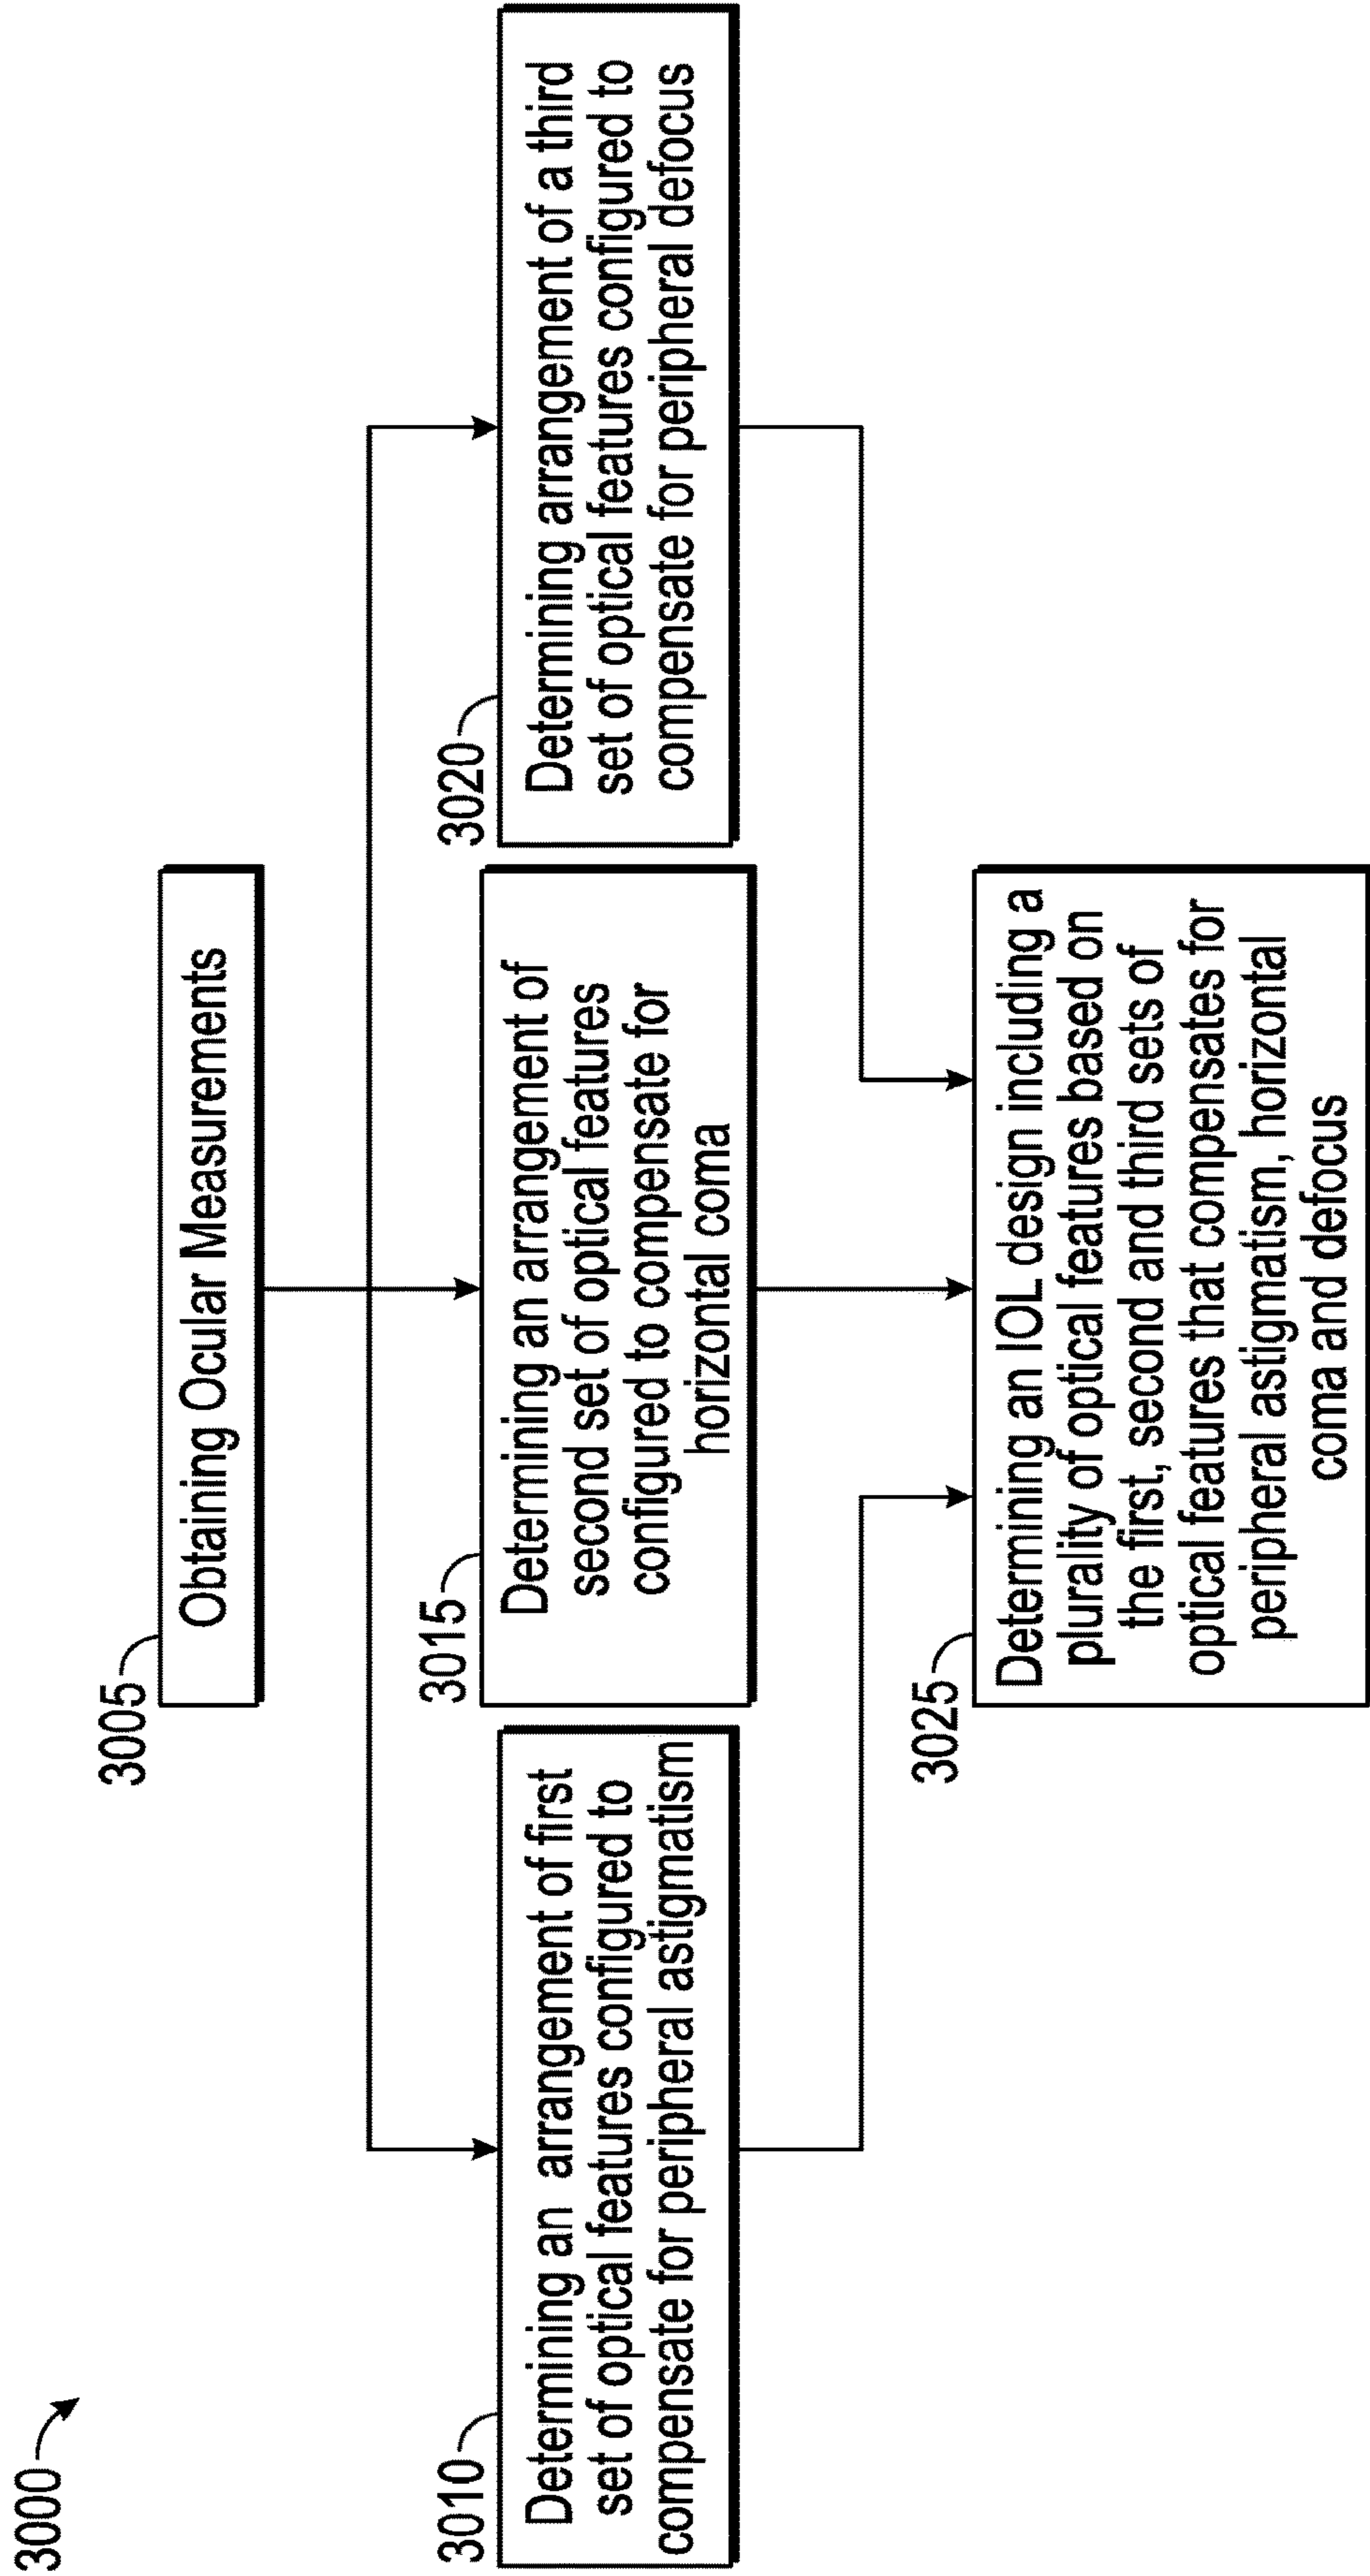 3000
3005
Obtaining Ocular Measurements
3010
Determining an arrangement of first
set of optical features configured to
compensate for peripheral astigmatism
3015
Determining an arrangement of
second set of optical features
configured to compensate for
horizontal coma
3020
Determining arrangement of a third
set of optical features configured to
compensate for peripheral defocus
3025
Determining an IOL design including a
plurality of optical features based on
the first, second and third sets of
optical features that compensates for
peripheral astigmatism, horizontal
coma and defocus